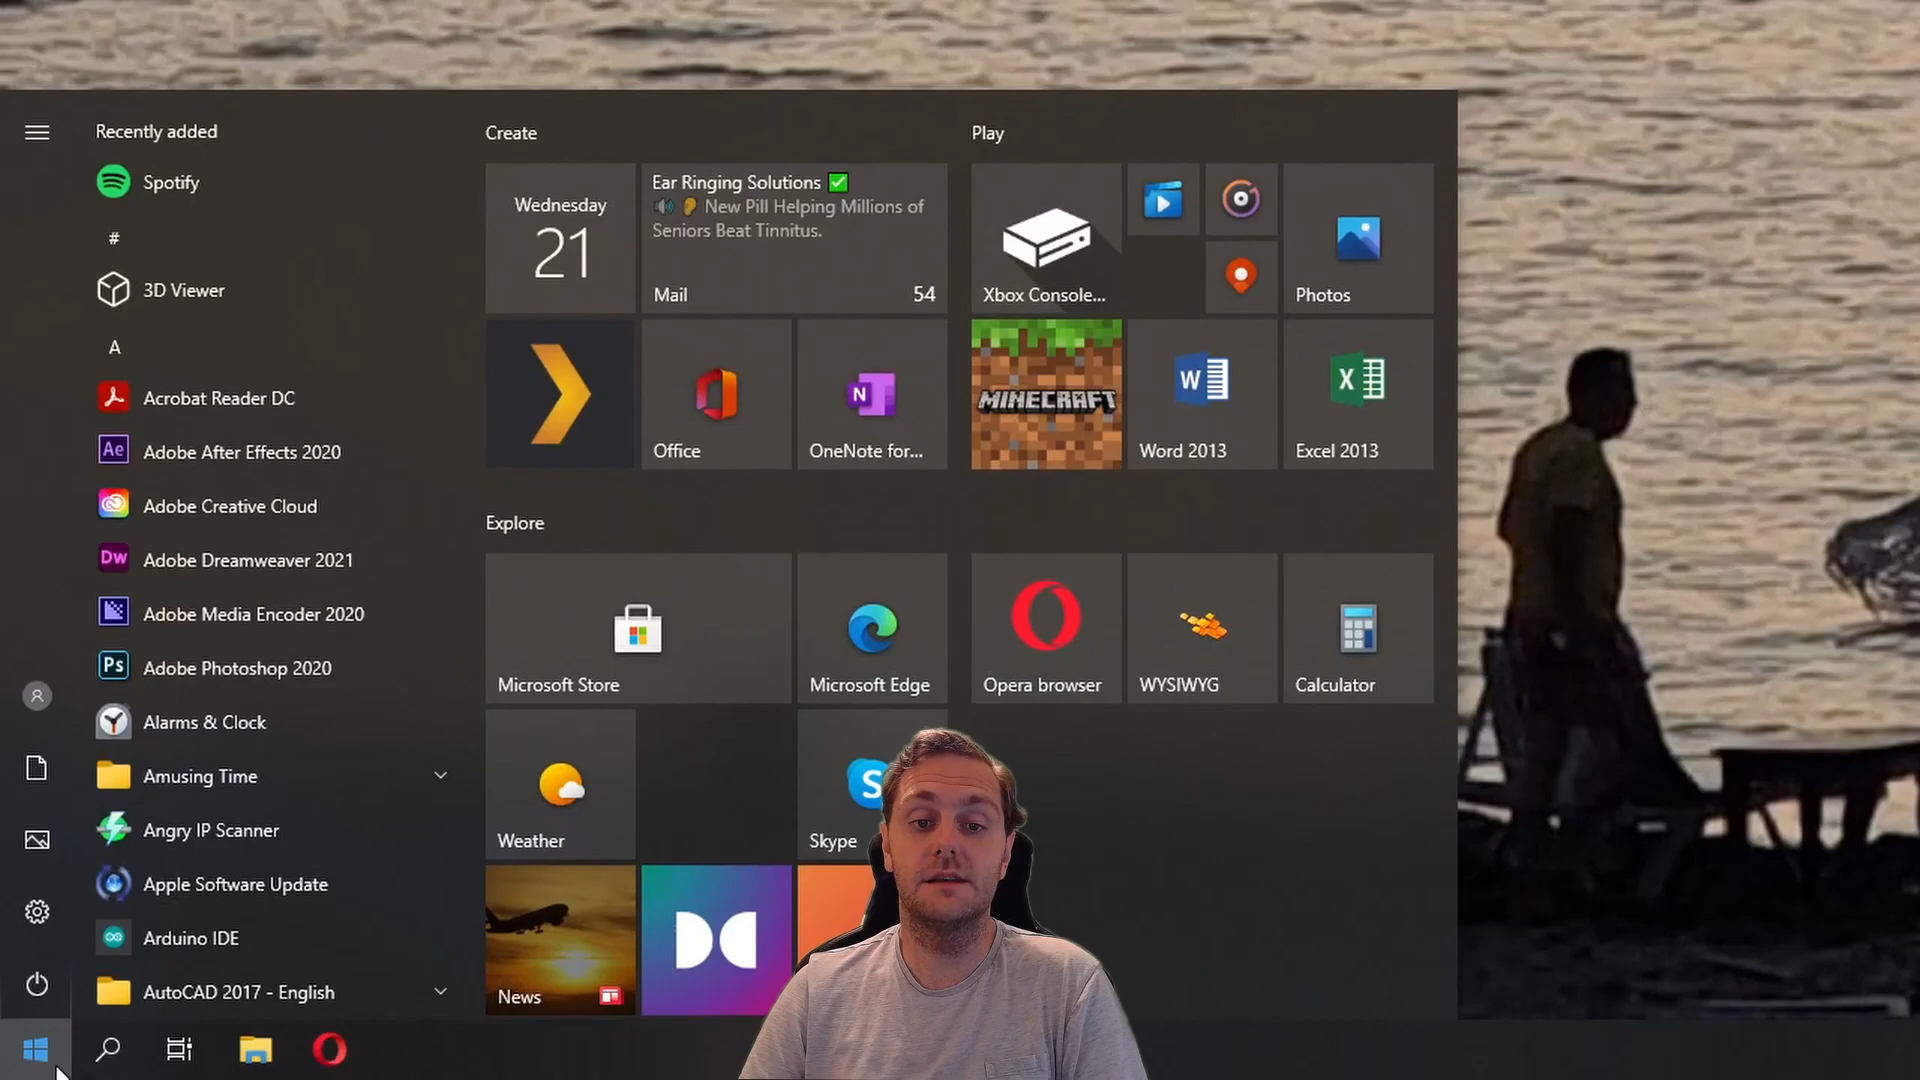 Recently added
Spotify
#
3D Viewer
A
Acrobat Reader DC
Adobe After Effects 2020
Adobe Creative Cloud
Adobe Dreamweaver 2021
Adobe Media Encoder 2020
Adobe Photoshop 2020
Alarms & Clock
Amusing Time
Angry IP Scanner
Apple Software Update
Arduino IDE
AutoCAD 2017 - English
Ae
Dw
Ps
Create
Wednesday
21
Ear Ringing Solutions ✅
🔊 👂 New Pill Helping Millions of
Seniors Beat Tinnitus.
Mail 54
Office
N
OneNote for...
Play
Xbox Console...
Photos
MINECRAFT
W
Word 2013
X
Excel 2013
Explore
Microsoft Store
Microsoft Edge
Opera browser
WYSIWYG
Calculator
Weather
S
Skype
News